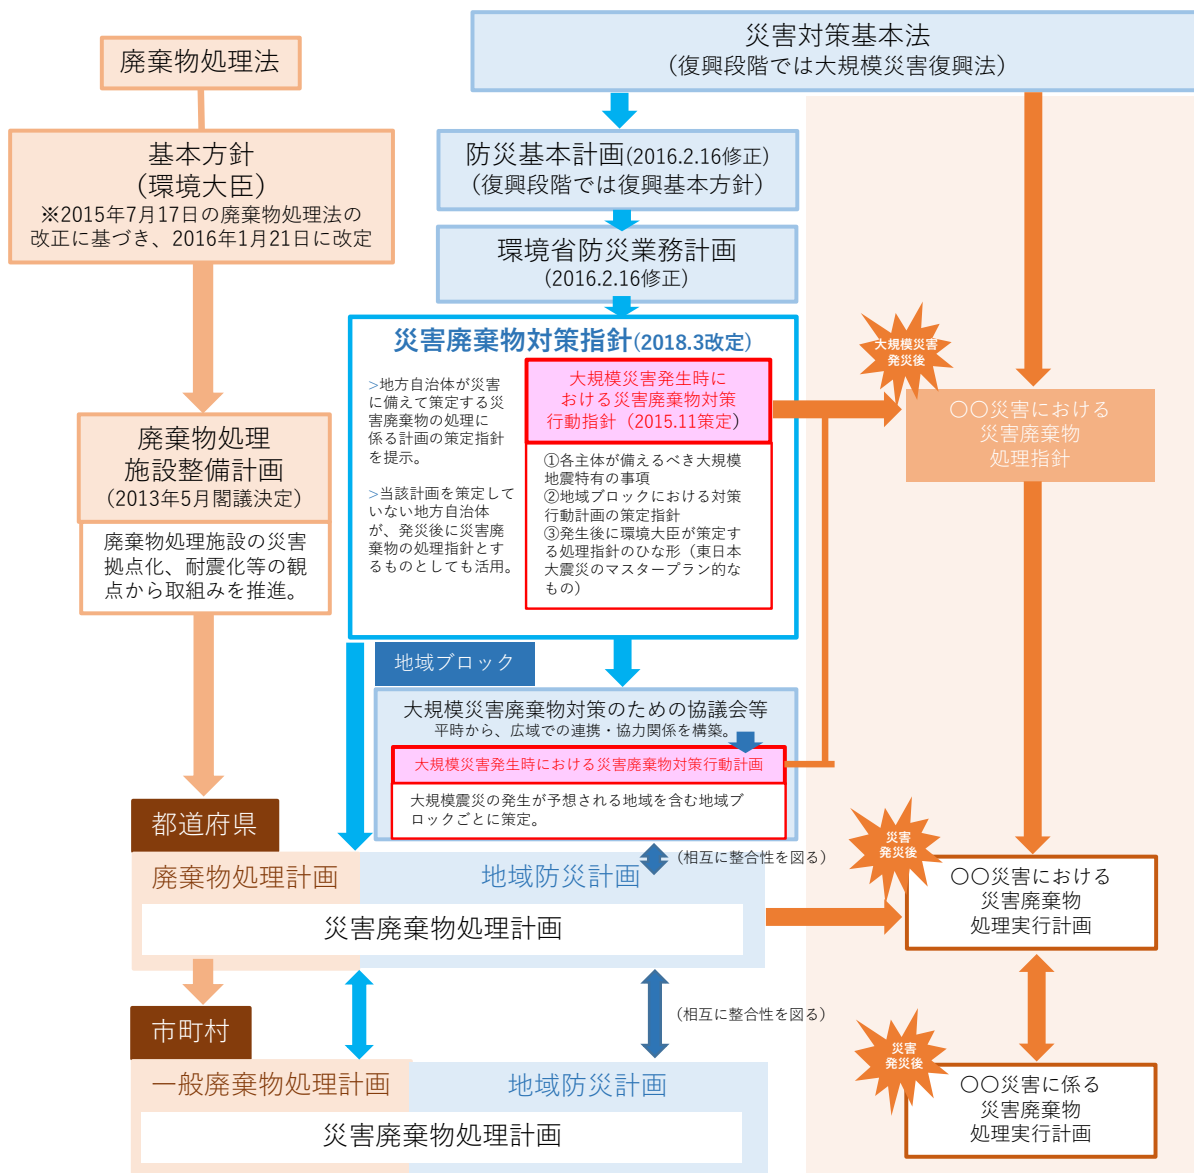 廃棄物処理法
基本方針
(環境大臣)
※2015年7月17日の廃棄物処理法の
改正に基づき、2016年1月21日に改定
廃棄物処理
施設整備計画
(2013年5月閣議決定)
廃棄物処理施設の災害
拠点化、耐震化等の観
点から取組みを推進。
災害対策基本法
(復興段階では大規模災害復興法)
防災基本計画(2016.2.16修正)
(復興段階では復興基本方針)
環境省防災業務計画
(2016.2.16修正)
災害廃棄物対策指針(2018.3改定)
>地方自治体が災害
に備えて策定する災
害廃棄物の処理に
係る計画の策定指針
を提示。
>当該計画を策定して
いない地方自治体
が、発災後に災害廃
棄物の処理指針とす
るものとしても活用。
大規模災害発生時に
おける災害廃棄物対策
行動指針(2015.11策定)
①各主体が備えるべき大規模
地震特有の事項
②地域ブロックにおける対策
行動計画の策定指針
③発生後に環境大臣が策定す
る処理指針のひな形(東日本
大震災のマスタープラン的な
もの)
地域ブロック
大規模災害廃棄物対策のための協議会等
平時から、広域での連携・協力関係を構築。
大規模災害発生時における災害廃棄物対策行動計画
大規模震災の発生が予想される地域を含む地域ブ
ロックごとに策定。
(相互に整合性を図る)
都道府県
廃棄物処理計画
地域防災計画
災害廃棄物処理計画
(相互に整合性を図る)
市町村
一般廃棄物処理計画
地域防災計画
災害廃棄物処理計画
大規模災害
発災後
〇〇災害における
災害廃棄物
処理指針
災害
発災後
〇〇災害における
災害廃棄物
処理実行計画
災害
発災後
〇〇災害に係る
災害廃棄物
処理実行計画